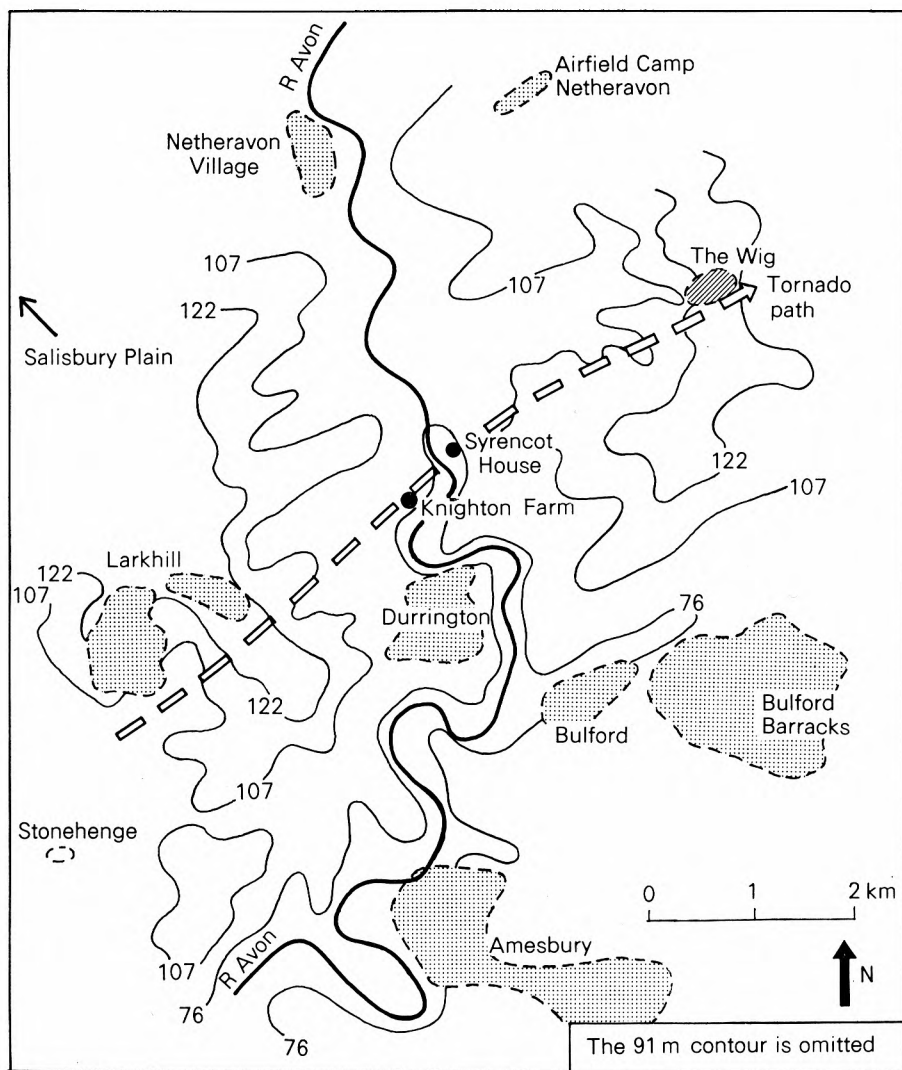 R Avon
Airfield Camp
Netheravon
Netheravon
Village
107
122
The Wig
107
Tornado
path
Salisbury Plain
Syrencot
House
122
107
Knighton Farm
Larkhill
122
107
Durrington
76
122
Bulford
Bulford
Barracks
107
Stonehenge
0 1 2 km
Amesbury
R Avon
107
N
76
76
The 91 m contour is omitted